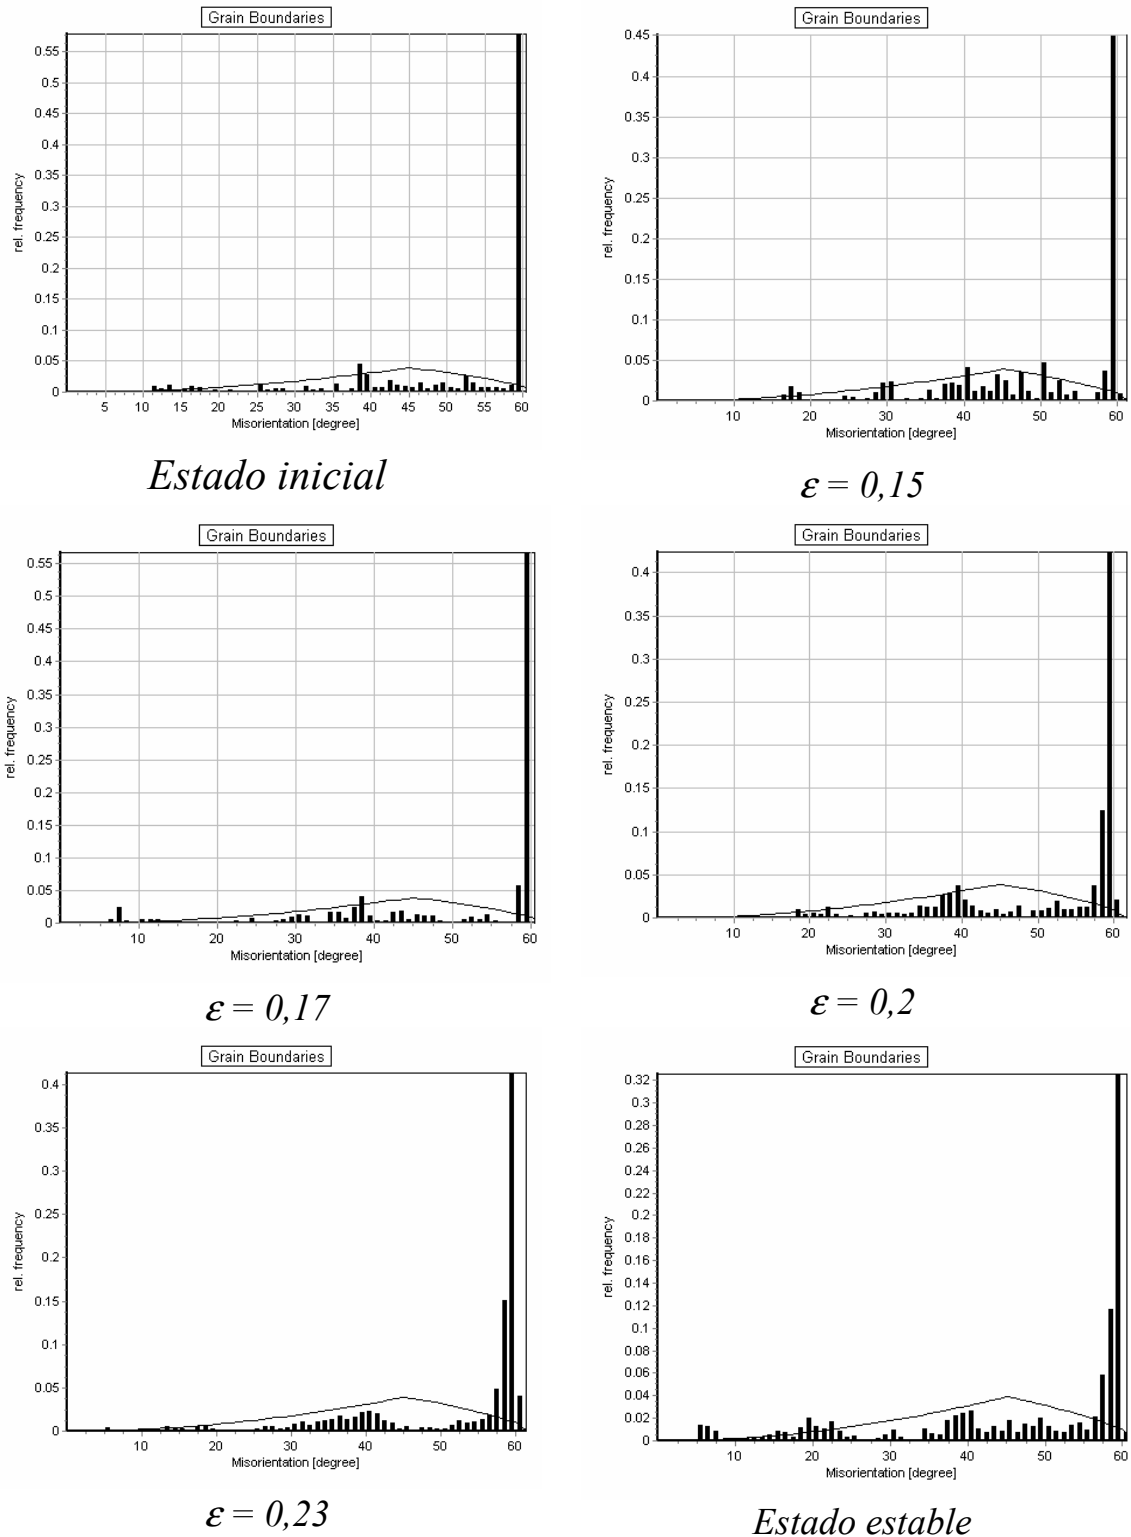 Grain Boundaries
rel. frequency
0.55
0.5
0.45
0.4
0.35
0.3
0.25
0.2
0.15
0.1
0.05
0
5 10 15 20 25 30 35 40 45 50 55 60
Misorientation [degree]
Estado inicial
Grain Boundaries
rel. frequency
0.45
0.4
0.35
0.3
0.25
0.2
0.15
0.1
0.05
0
10 20 30 40 50 60
Misorientation [degree]
ε = 0,15
Grain Boundaries
rel. frequency
0.55
0.5
0.45
0.4
0.35
0.3
0.25
0.2
0.15
0.1
0.05
0
10 20 30 40 50 60
Misorientation [degree]
ε = 0,17
Grain Boundaries
rel. frequency
0.4
0.35
0.3
0.25
0.2
0.15
0.1
0.05
0
10 20 30 40 50 60
Misorientation [degree]
ε = 0,2
Grain Boundaries
rel. frequency
0.4
0.35
0.3
0.25
0.2
0.15
0.1
0.05
0
10 20 30 40 50 60
Misorientation [degree]
ε = 0,23
Grain Boundaries
rel. frequency
0.32
0.3
0.28
0.26
0.24
0.22
0.2
0.18
0.16
0.14
0.12
0.1
0.08
0.06
0.04
0.02
0
10 20 30 40 50 60
Misorientation [degree]
Estado estable